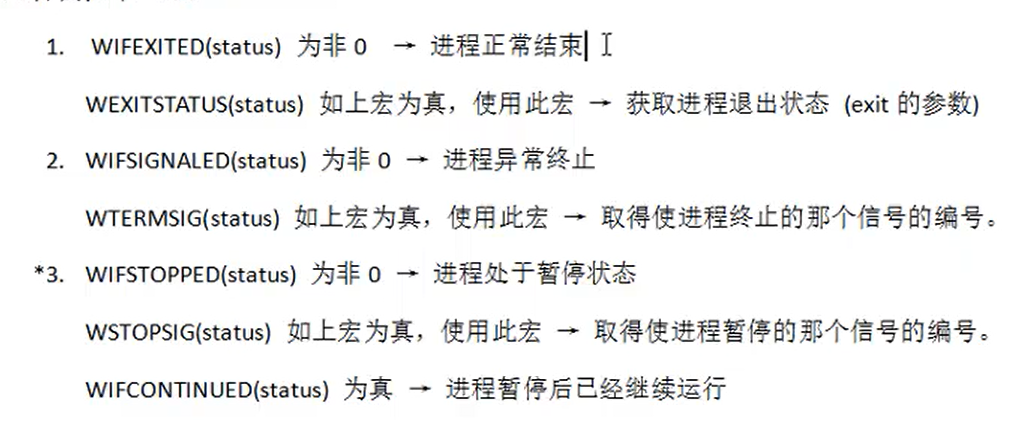 1. WIFEXITED(status) 为非 0 → 进程正常结束
WEXITSTATUS(status) 如上宏为真，使用此宏 → 获取进程退出状态 (exit 的参数)
2. WIFSIGNALED(status) 为非 0 → 进程异常终止
WTERMSIG(status) 如上宏为真，使用此宏 → 取得使进程终止的那个信号的编号。
*3. WIFSTOPPED(status) 为非 0 → 进程处于暂停状态
WSTOPSIG(status) 如上宏为真，使用此宏 → 取得使进程暂停的那个信号的编号。
WIFCONTINUED(status) 为真 → 进程暂停后已经继续运行